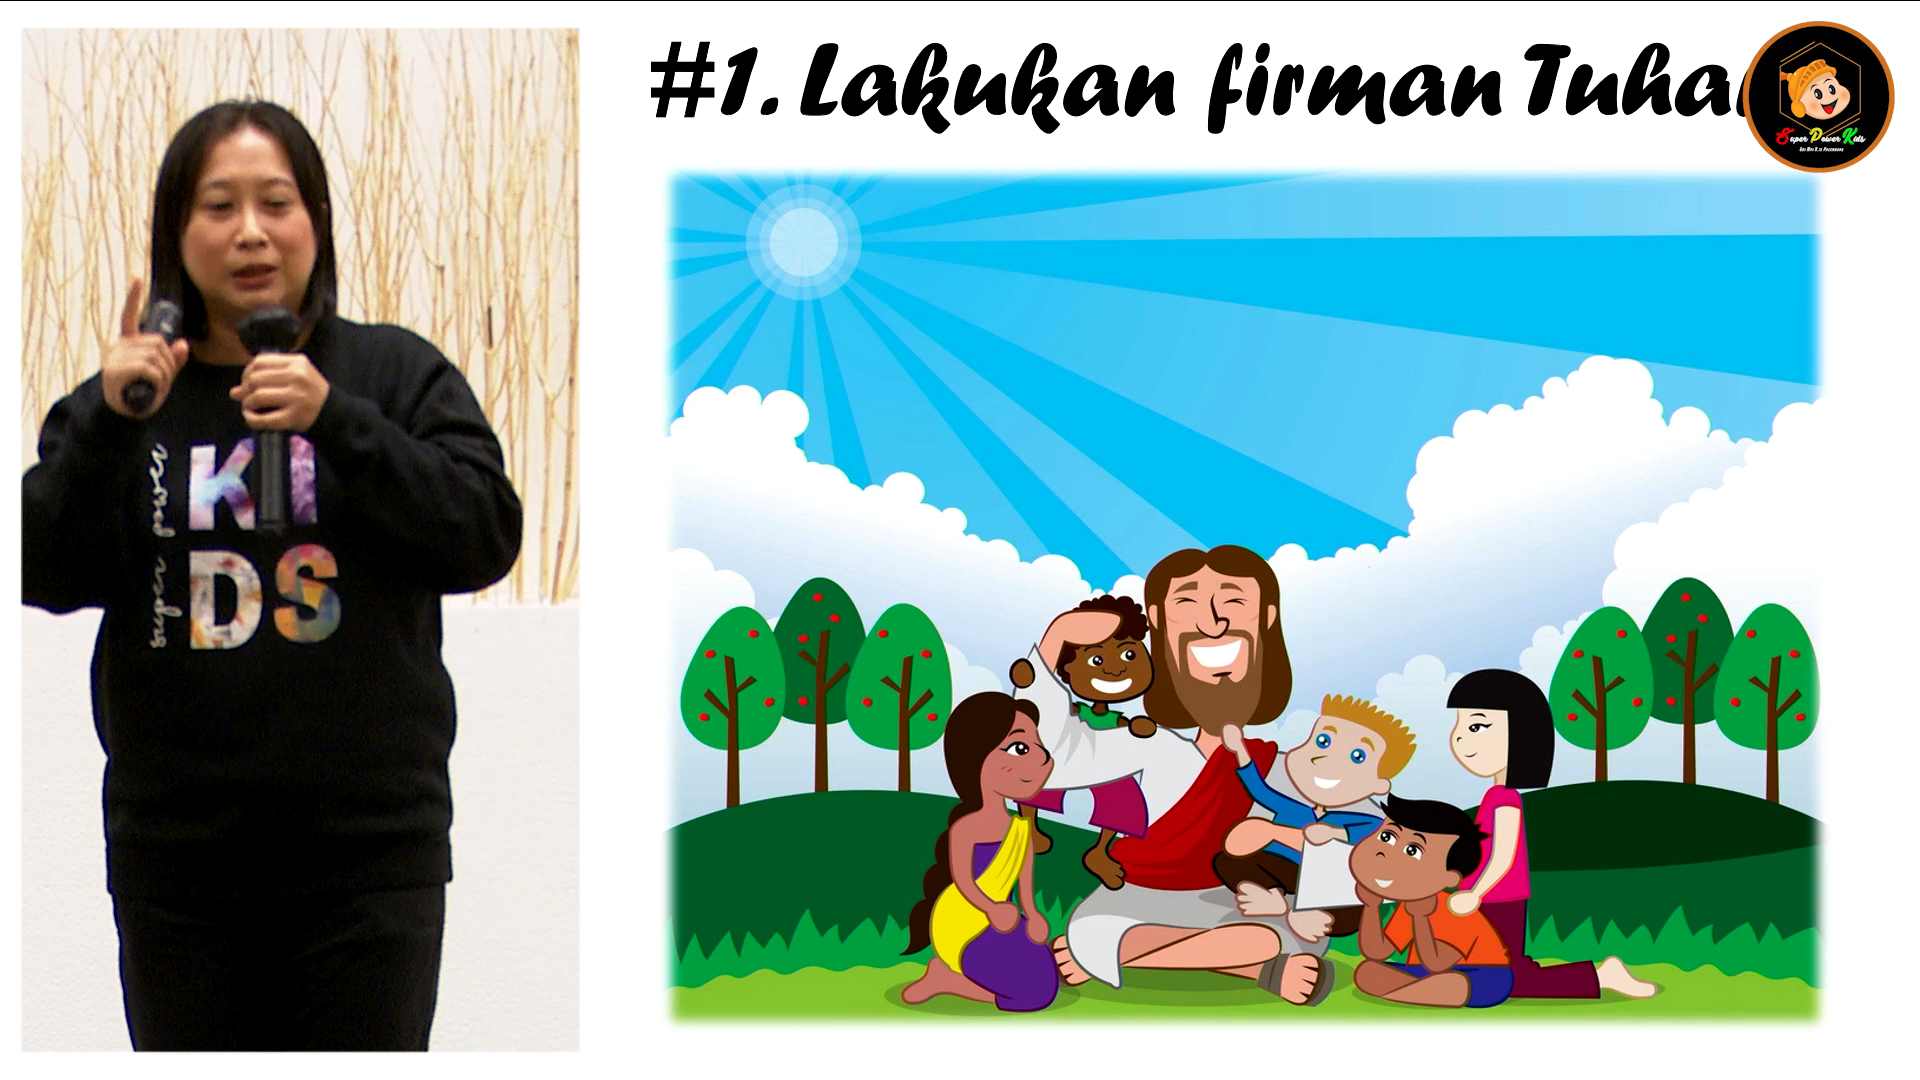 #1. Lakukan firman Tuha
Super Power Kids
super power
KI
DS